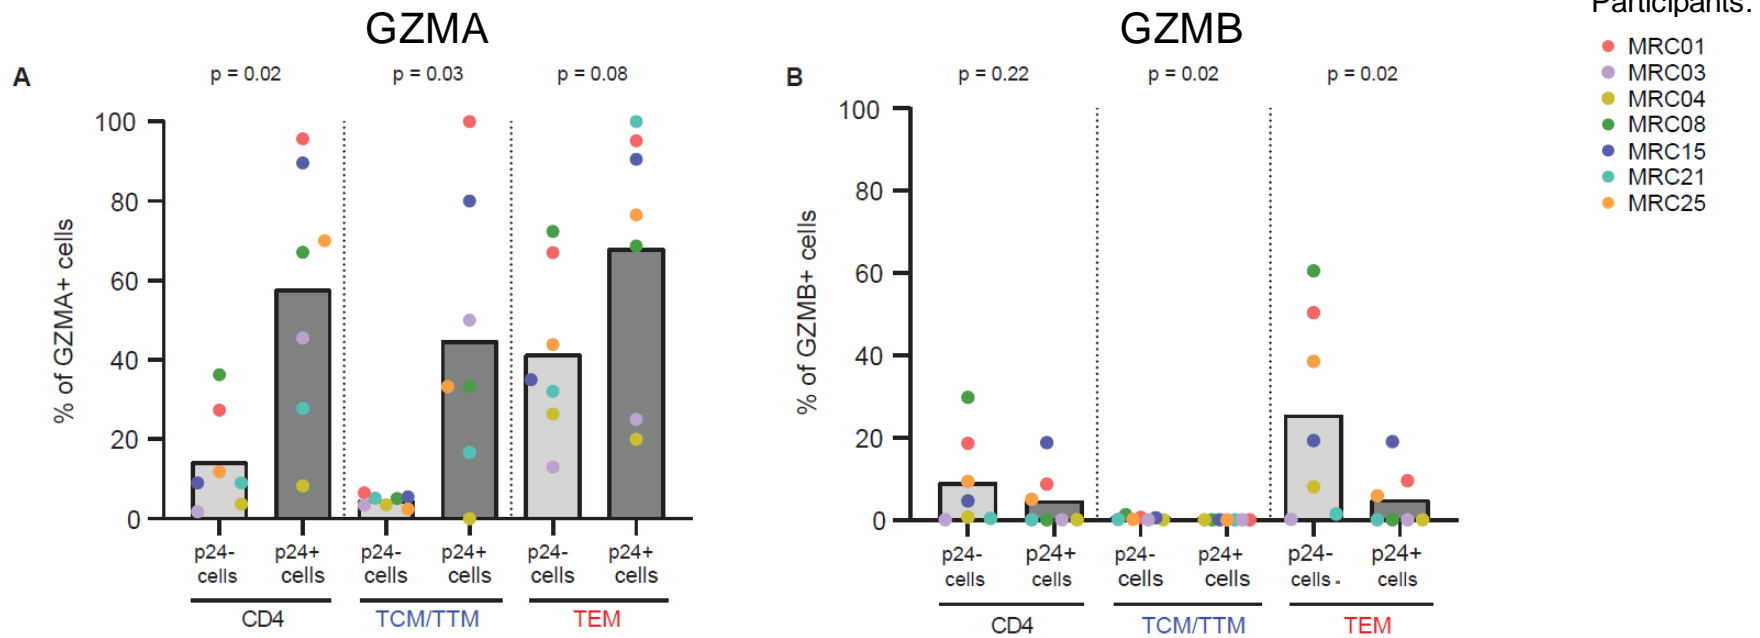 GZMA
GZMB
Participants:
MRC01
MRC03
MRC04
MRC08
MRC15
MRC21
MRC25
A
p = 0.02
p = 0.03
p = 0.08
% of GZMA+ cells
100
80
60
40
20
0
p24-
cells
p24+
cells
p24-
cells
p24+
cells
p24-
cells
p24+
cells
CD4
TCM/TTM
TEM
B
p = 0.22
p = 0.02
p = 0.02
% of GZMB+ cells
100
80
60
40
20
0
p24-
cells
p24+
cells
p24-
cells
p24+
cells
p24-
cells -
p24+
cells
CD4
TCM/TTM
TEM